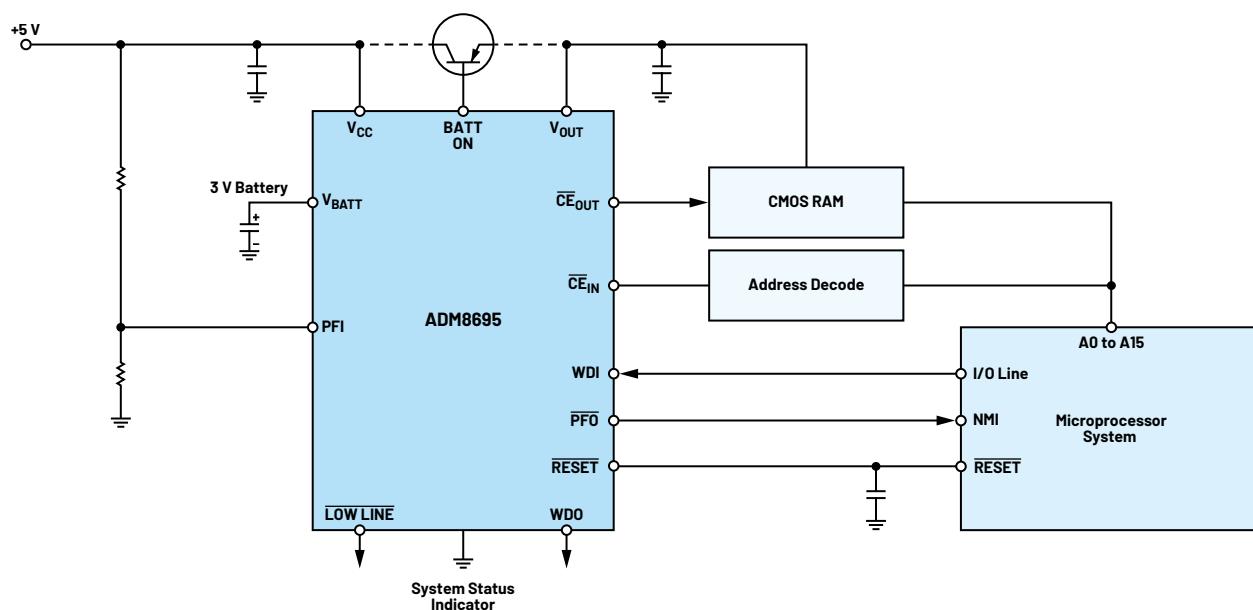 +5 V
VCC
BATT
ON
VOUT
3 V Battery
+
–
VBATT
CEOUT
CMOS RAM
CEIN
Address Decode
ADM8695
PFI
A0 to A15
WDI
I/O Line
PFO
NMI
Microprocessor
System
RESET
RESET
LOW LINE
WDO
System Status
Indicator